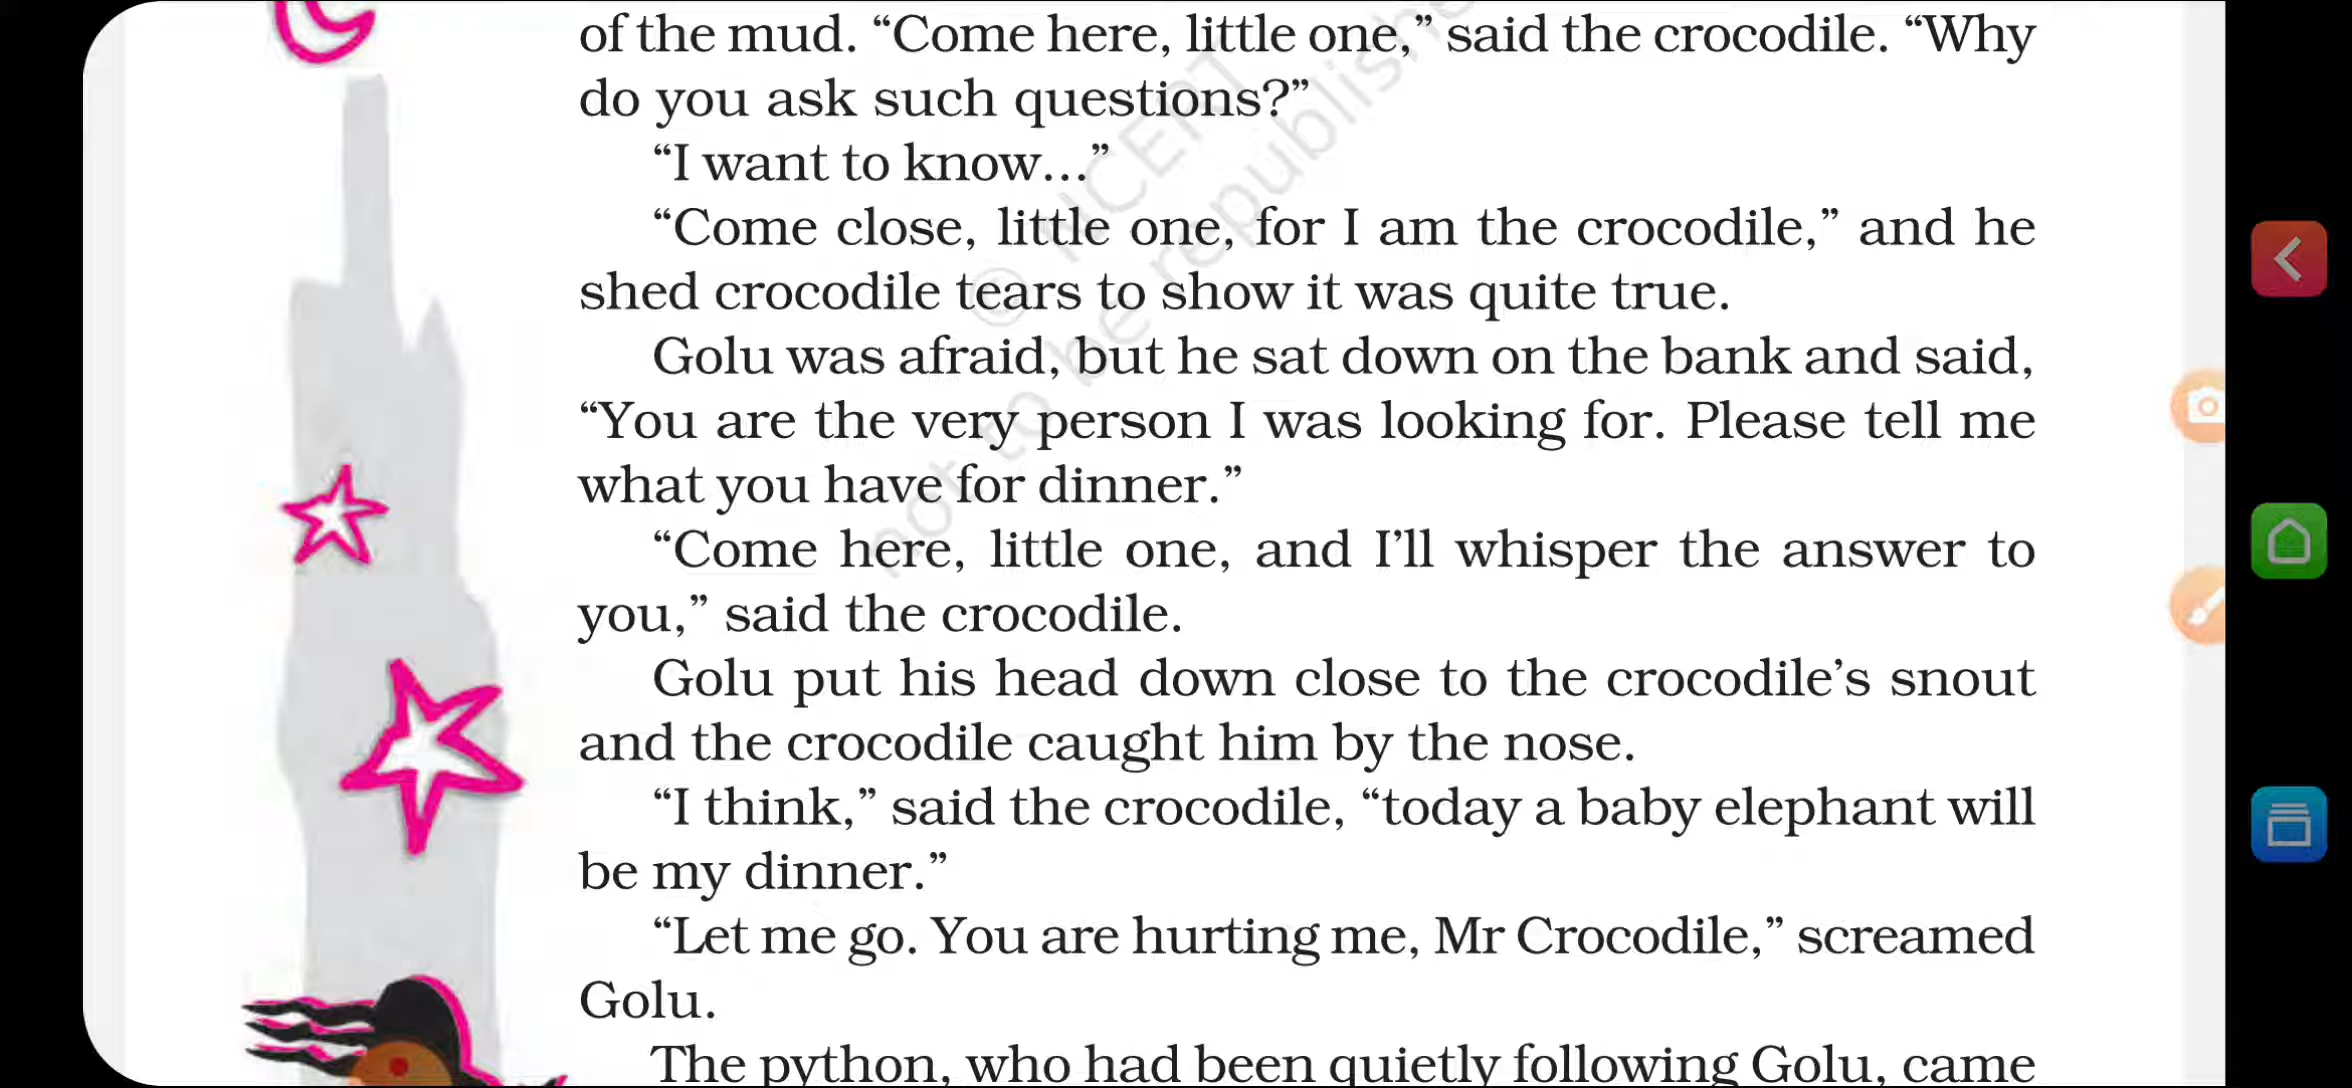 of the mud. “Come here, little one,” said the crocodile. “Why
do you ask such questions?”
“I want to know...”
“Come close, little one, for I am the crocodile,” and he
shed crocodile tears to show it was quite true.
Golu was afraid, but he sat down on the bank and said,
“You are the very person I was looking for. Please tell me
what you have for dinner.”
“Come here, little one, and I’ll whisper the answer to
you,” said the crocodile.
Golu put his head down close to the crocodile’s snout
and the crocodile caught him by the nose.
“I think,” said the crocodile, “today a baby elephant will
be my dinner.”
“Let me go. You are hurting me, Mr Crocodile,” screamed
Golu.
The python, who had been quietly following Golu, came
© NCERT
not to be republishe